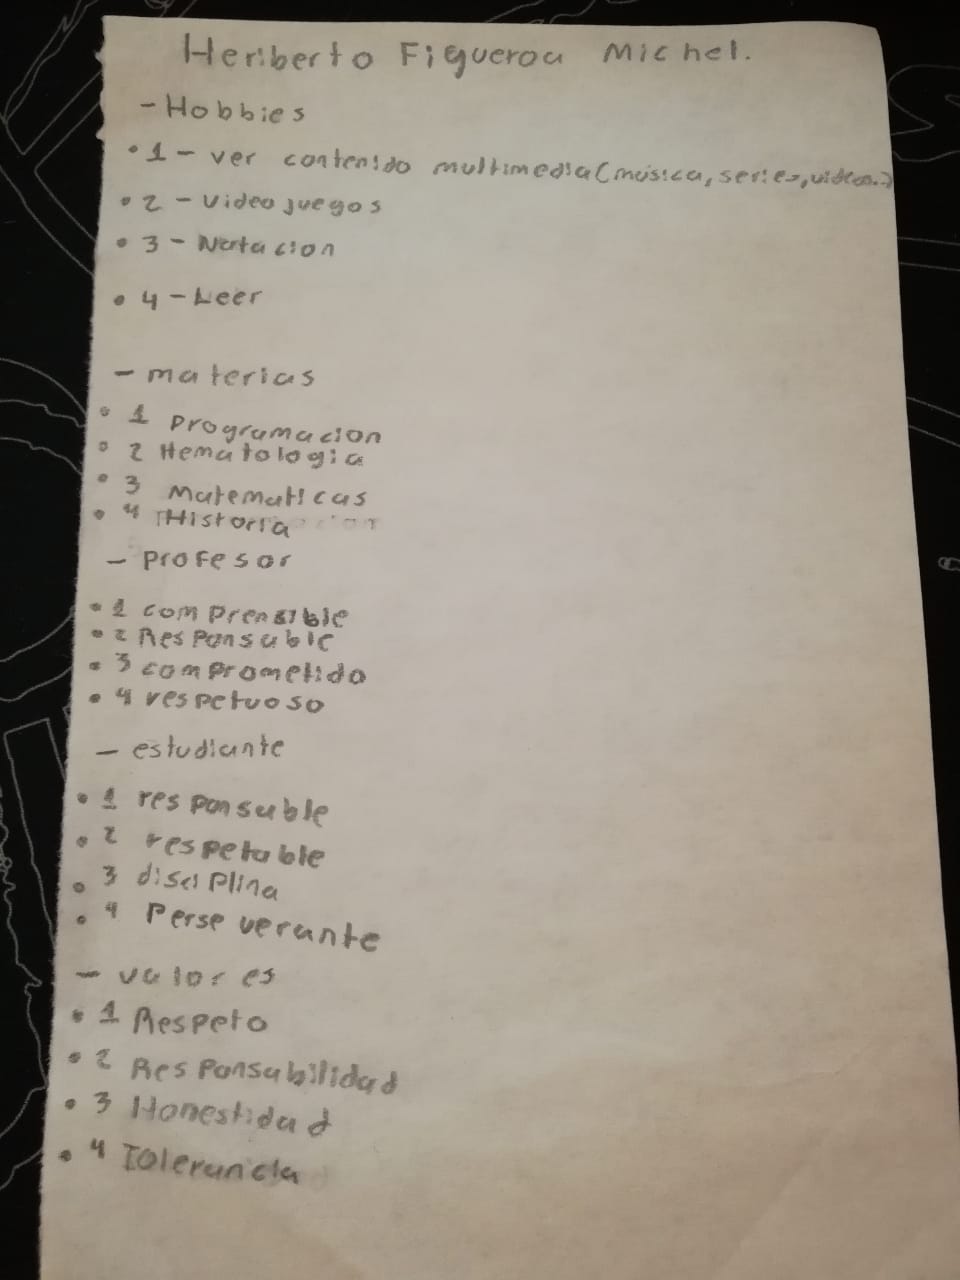 Heriberto Figueroa Michel.
- Hobbies
• 1 - ver contenido multimedia (música, series, videos..)
• 2 - Videojuegos
• 3 - Natacion
• 4 - Leer
- materias
• 1 Programacion
• 2 Hematologia
• 3 Matematicas
• 4 Historia
- Profesor
• 1 comprensible
• 2 Responsable
• 3 comprometido
• 4 respetuoso
- estudiante
• 1 responsable
• 2 respetable
• 3 disciplina
• 4 Perseverante
- valores
• 1 Respeto
• 2 Responsabilidad
• 3 Honestidad
• 4 Tolerancia